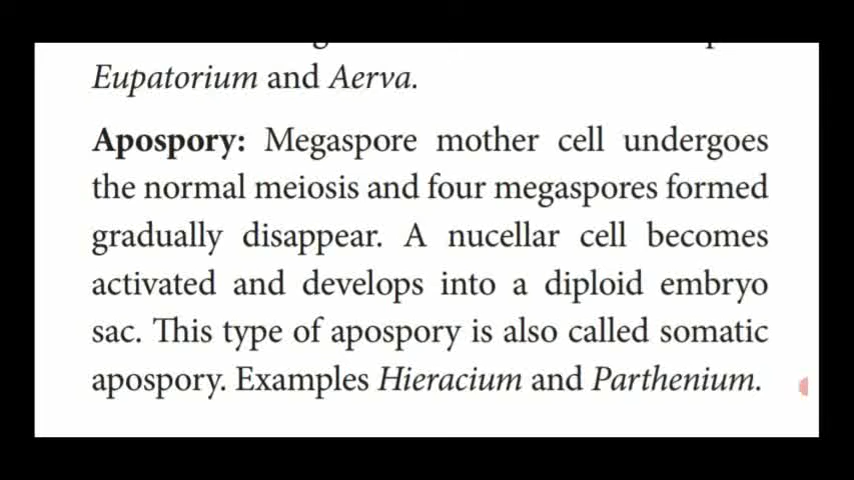 Eupatorium and Aerva.
Apospory: Megaspore mother cell undergoes
the normal meiosis and four megaspores formed
gradually disappear. A nucellar cell becomes
activated and develops into a diploid embryo
sac. This type of apospory is also called somatic
apospory. Examples Hieracium and Parthenium.